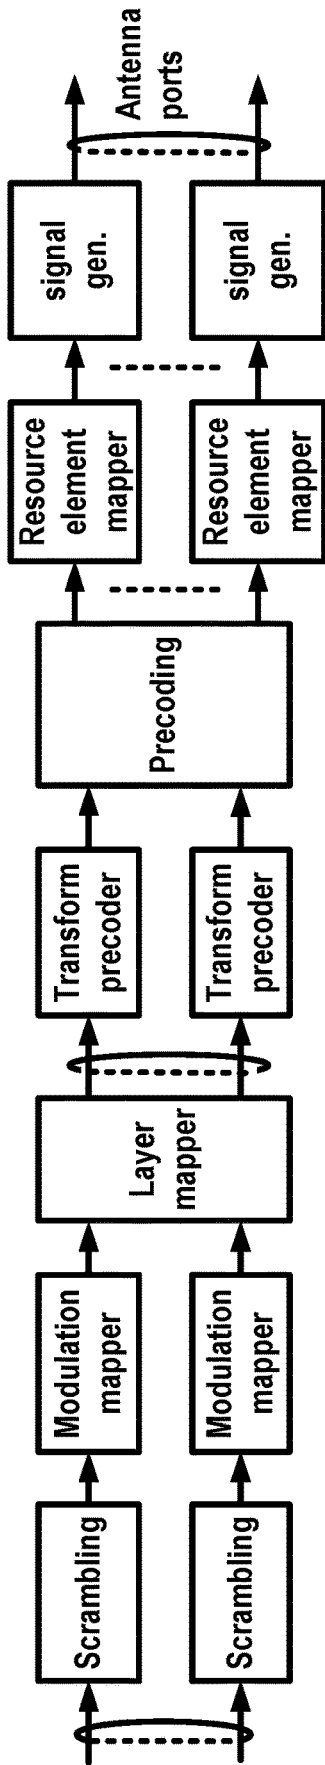 Scrambling
Scrambling
Modulation
mapper
Modulation
mapper
Layer
mapper
Transform
precoder
Transform
precoder
Precoding
Resource
element
mapper
Resource
element
mapper
signal
gen.
signal
gen.
Antenna
ports